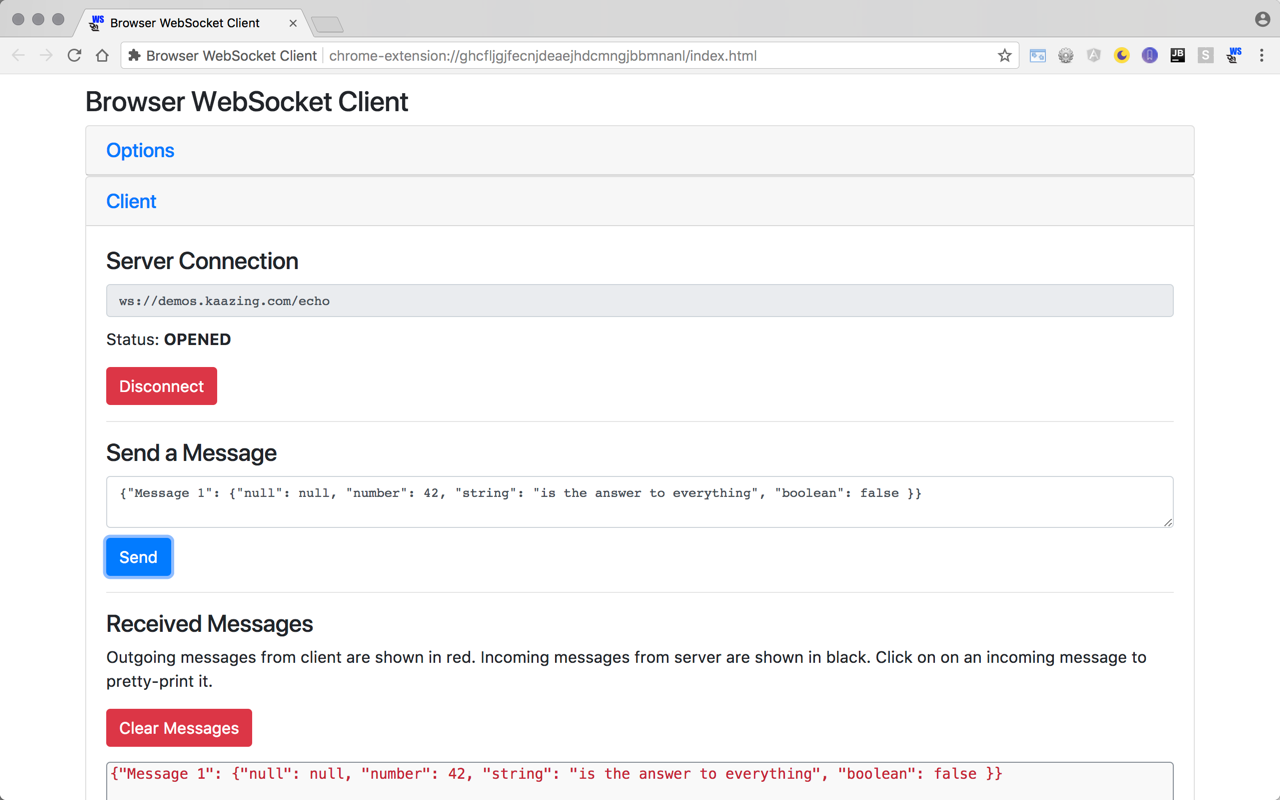 WS Browser WebSocket Client
Browser WebSocket Client chrome-extension://ghcfljgjfecnjdeaejhdcmngjbbmnanl/index.html JB S WS
Browser WebSocket Client
Options
Client
Server Connection
ws://demos.kaazing.com/echo
Status: OPENED
Disconnect
Send a Message
{"Message 1": {"null": null, "number": 42, "string": "is the answer to everything", "boolean": false }}
Send
Received Messages
Outgoing messages from client are shown in red. Incoming messages from server are shown in black. Click on on an incoming message to
pretty-print it.
Clear Messages
{"Message 1": {"null": null, "number": 42, "string": "is the answer to everything", "boolean": false }}